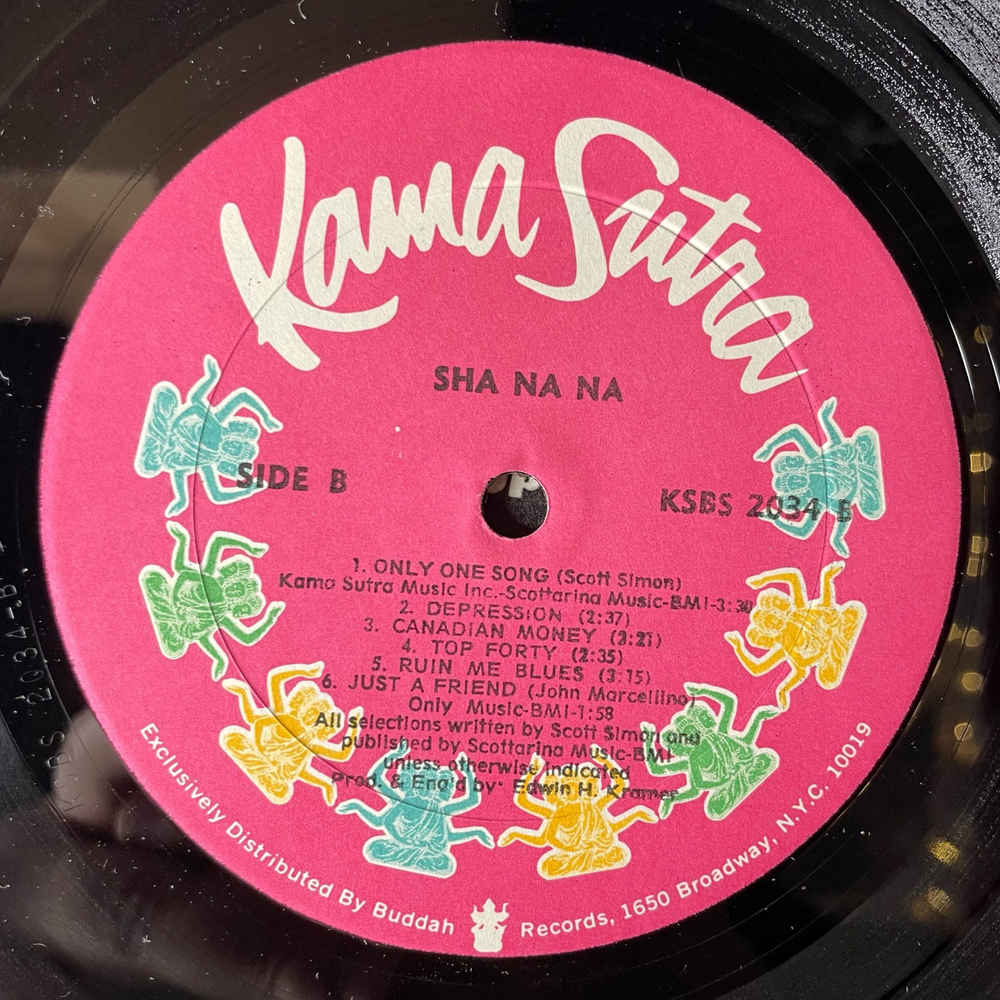 Kama Sutra
SHA NA NA
SIDE B
KSBS 2034 B
1. ONLY ONE SONG (Scott Simon)
Kama Sutra Music Inc.-Scottarina Music-BMI-3:30
2. DEPRESSION (2:37)
3. CANADIAN MONEY (2:21)
4. TOP FORTY (2:35)
5. RUIN ME BLUES (3:15)
6. JUST A FRIEND (John Marcellino)
Only Music-BMI-1:58
All selections written by Scott Simon and
published by Scottarina Music-BMI
unless otherwise indicated
Prod. & Eng'd by: Edwin H. Kramer
Exclusively Distributed By Buddah Records, 1650 Broadway, N.Y.C. 10019
KSBS 2034-B